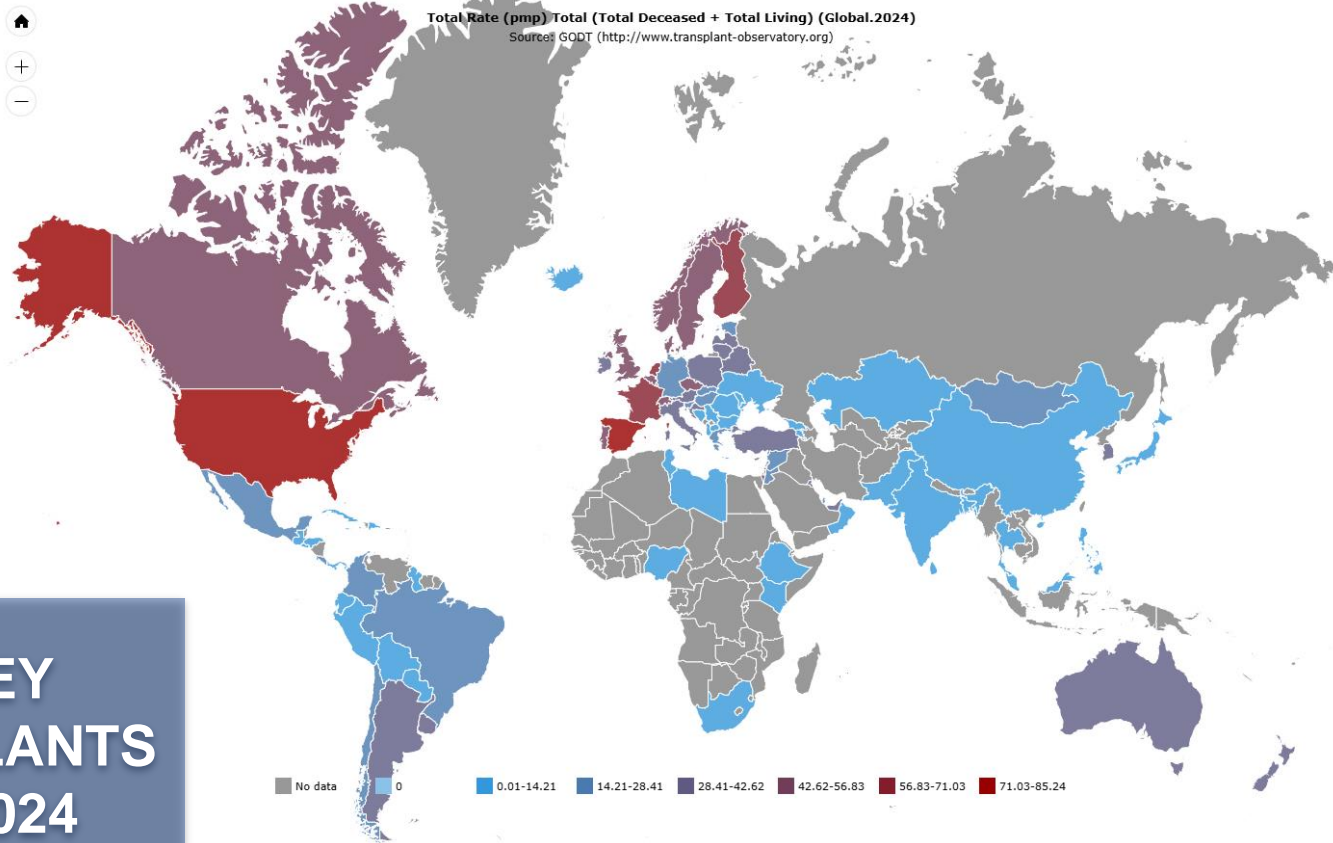 Total Rate (pmp) Total (Total Deceased + Total Living) (Global.2024)
Source: GODT (http://www.transplant-observatory.org)
EY
LANTS
024
No data
0
0.01-14.21
14.21-28.41
28.41-42.62
42.62-56.83
56.83-71.03
71.03-85.24